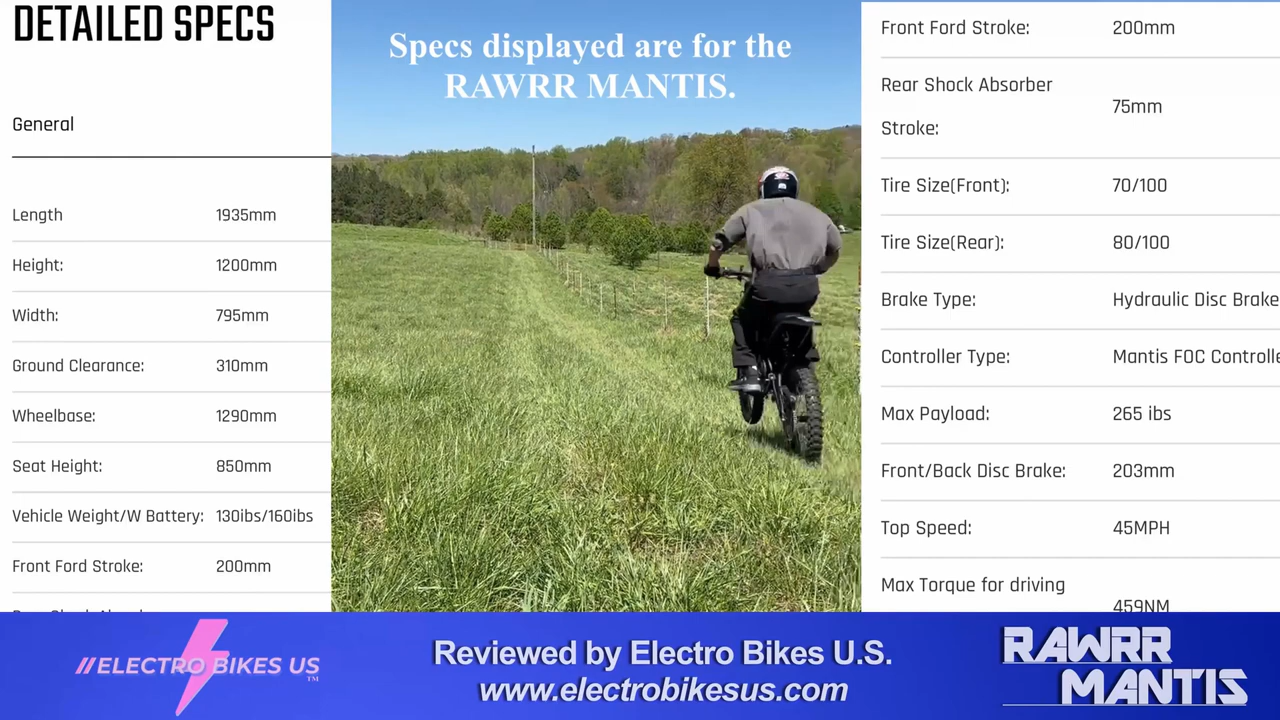 DETAILED SPECS
General
Length 1935mm
Height: 1200mm
Width: 795mm
Ground Clearance: 310mm
Wheelbase: 1290mm
Seat Height: 850mm
Vehicle Weight/W Battery: 130ibs/160ibs
Front Ford Stroke: 200mm
Specs displayed are for the
RAWRR MANTIS.
Front Ford Stroke: 200mm
Rear Shock Absorber
Stroke: 75mm
Tire Size(Front): 70/100
Tire Size(Rear): 80/100
Brake Type: Hydraulic Disc Brake
Controller Type: Mantis FOC Controlle
Max Payload: 265 ibs
Front/Back Disc Brake: 203mm
Top Speed: 45MPH
Max Torque for driving
459NM
//ELECTRO BIKES US TM
Reviewed by Electro Bikes U.S.
www.electrobikesus.com
RAWRR
MANTIS